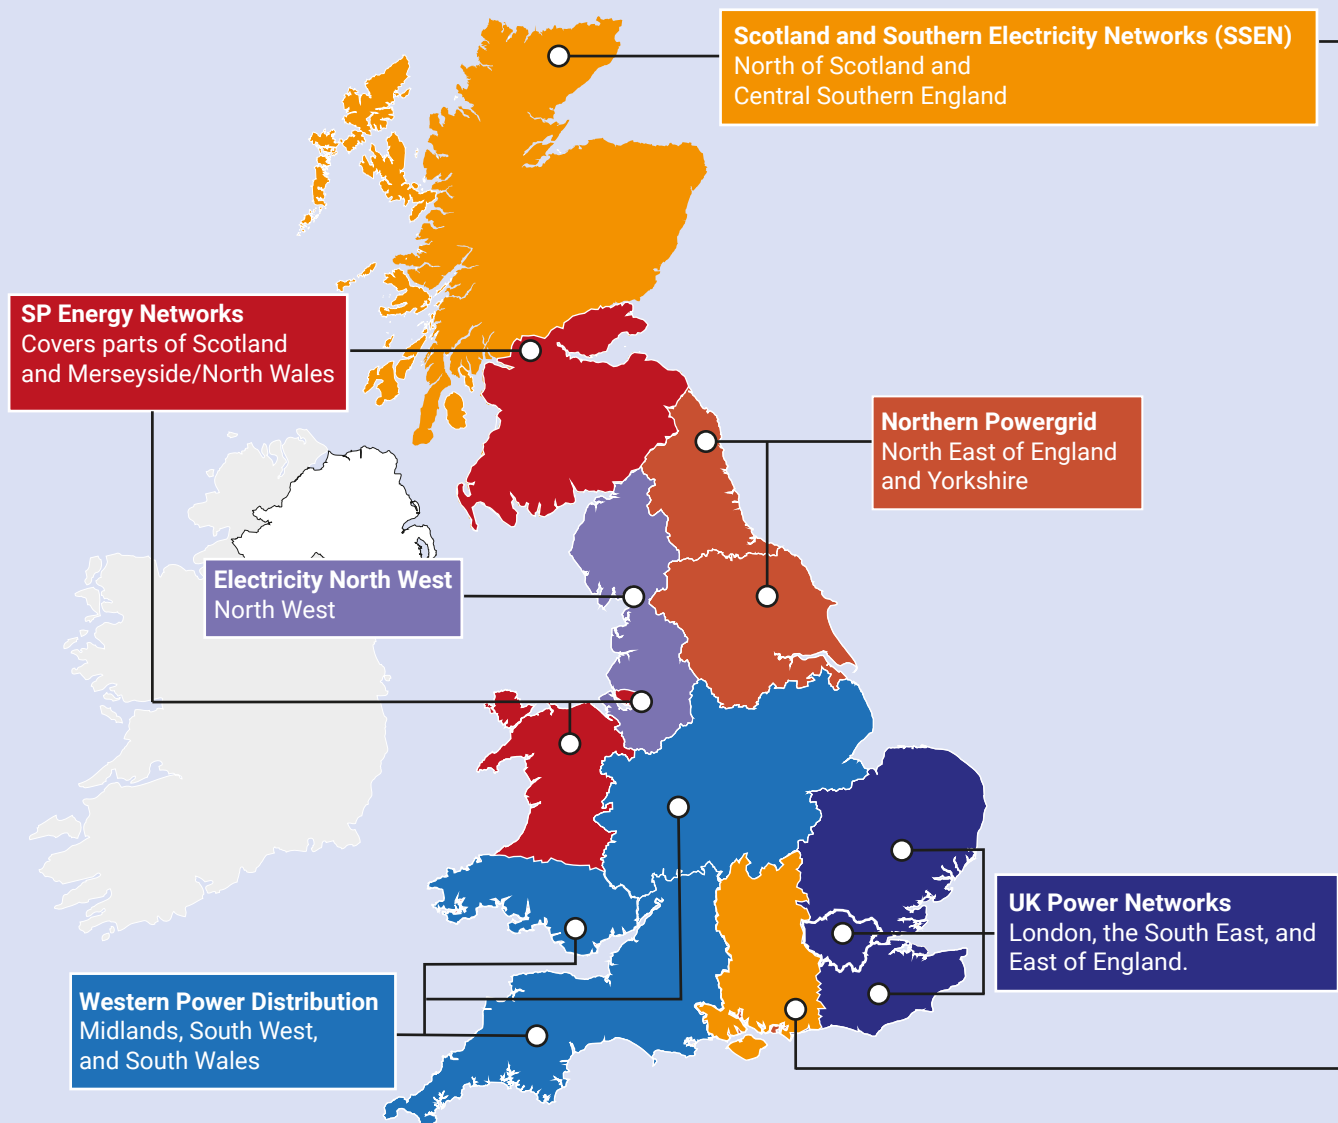 Scotland and Southern Electricity Networks (SSEN)
North of Scotland and
Central Southern England
SP Energy Networks
Covers parts of Scotland
and Merseyside/North Wales
Northern Powergrid
North East of England
and Yorkshire
Electricity North West
North West
UK Power Networks
London, the South East, and
East of England.
Western Power Distribution
Midlands, South West,
and South Wales